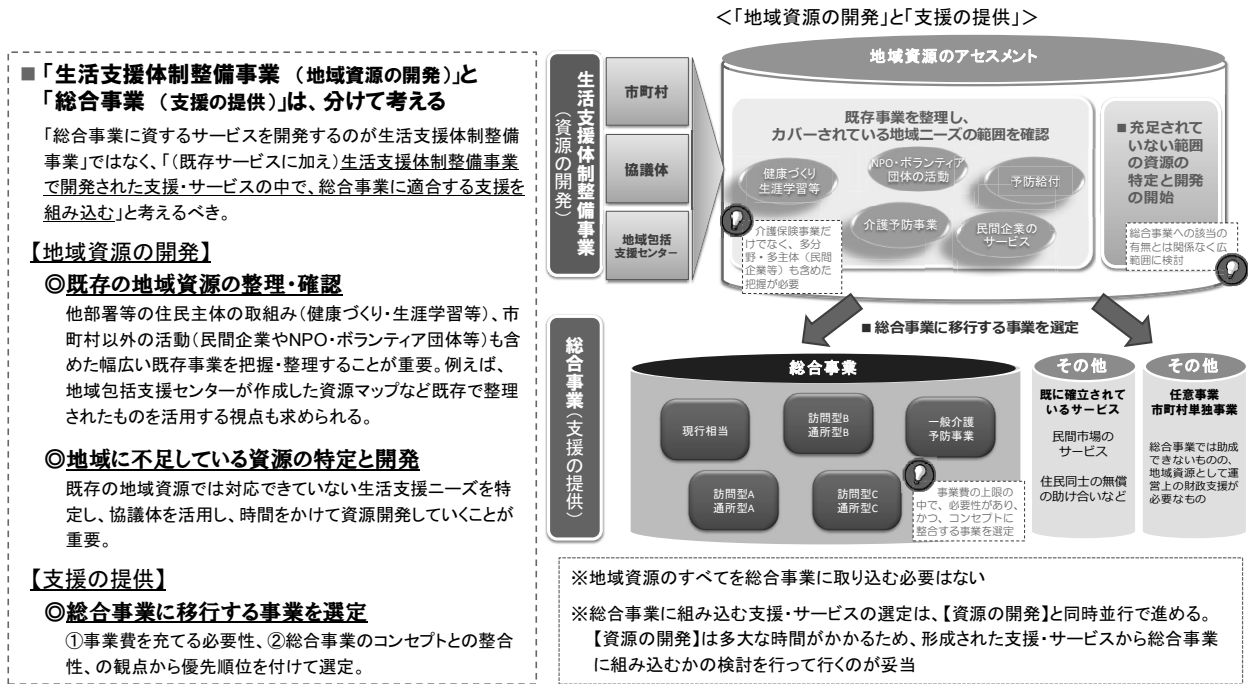 ＜「地域資源の開発」と「支援の提供」＞
■「生活支援体制整備事業 （地域資源の開発）」と
「総合事業 （支援の提供）」は、分けて考える
「総合事業に資するサービスを開発するのが生活支援体制整備
事業」ではなく、「（既存サービスに加え）生活支援体制整備事業
で開発された支援・サービスの中で、総合事業に適合する支援を
組み込む」と考えるべき。
【地域資源の開発】
◎既存の地域資源の整理・確認
他部署等の住民主体の取組み（健康づくり・生涯学習等）、市
町村以外の活動（民間企業やNPO・ボランティア団体等）も含
めた幅広い既存事業を把握・整理することが重要。例えば、
地域包括支援センターが作成した資源マップなど既存で整理
されたものを活用する視点も求められる。
◎地域に不足している資源の特定と開発
既存の地域資源では対応できていない生活支援ニーズを特
定し、協議体を活用し、時間をかけて資源開発していくことが
重要。
【支援の提供】
◎総合事業に移行する事業を選定
①事業費を充てる必要性、②総合事業のコンセプトとの整合
性、の観点から優先順位を付けて選定。
生活支援体制整備事業
（資源の開発）
市町村
協議体
地域包括
支援センター
地域資源のアセスメント
既存事業を整理し、
カバーされている地域ニーズの範囲を確認
健康づくり
生涯学習等
NPO・ボランティア
団体の活動
予防給付
介護予防事業
民間企業の
サービス
介護保険事業だ
けでなく、多分
野・多主体（民間
企業等）も含めた
把握が必要
■充足されて
いない範囲
の資源の
特定と開発
の開始
総合事業への該当の
有無とは関係なく広
範囲に検討
■総合事業に移行する事業を選定
総合事業（支援の提供）
総合事業
現行相当
訪問型B
通所型B
一般介護
予防事業
訪問型A
通所型A
訪問型C
通所型C
事業費の上限の
中で、必要性があり、
かつ、コンセプトに
整合する事業を選定
その他
既に確立されて
いるサービス
民間市場の
サービス
住民同士の無償
の助け合いなど
その他
任意事業
市町村単独事業
総合事業では助成
できないものの、
地域資源として運
営上の財政支援が
必要なもの
※地域資源のすべてを総合事業に取り込む必要はない
※総合事業に組み込む支援・サービスの選定は、【資源の開発】と同時並行で進める。
【資源の開発】は多大な時間がかかるため、形成された支援・サービスから総合事業
に組み込むかの検討を行って行くのが妥当